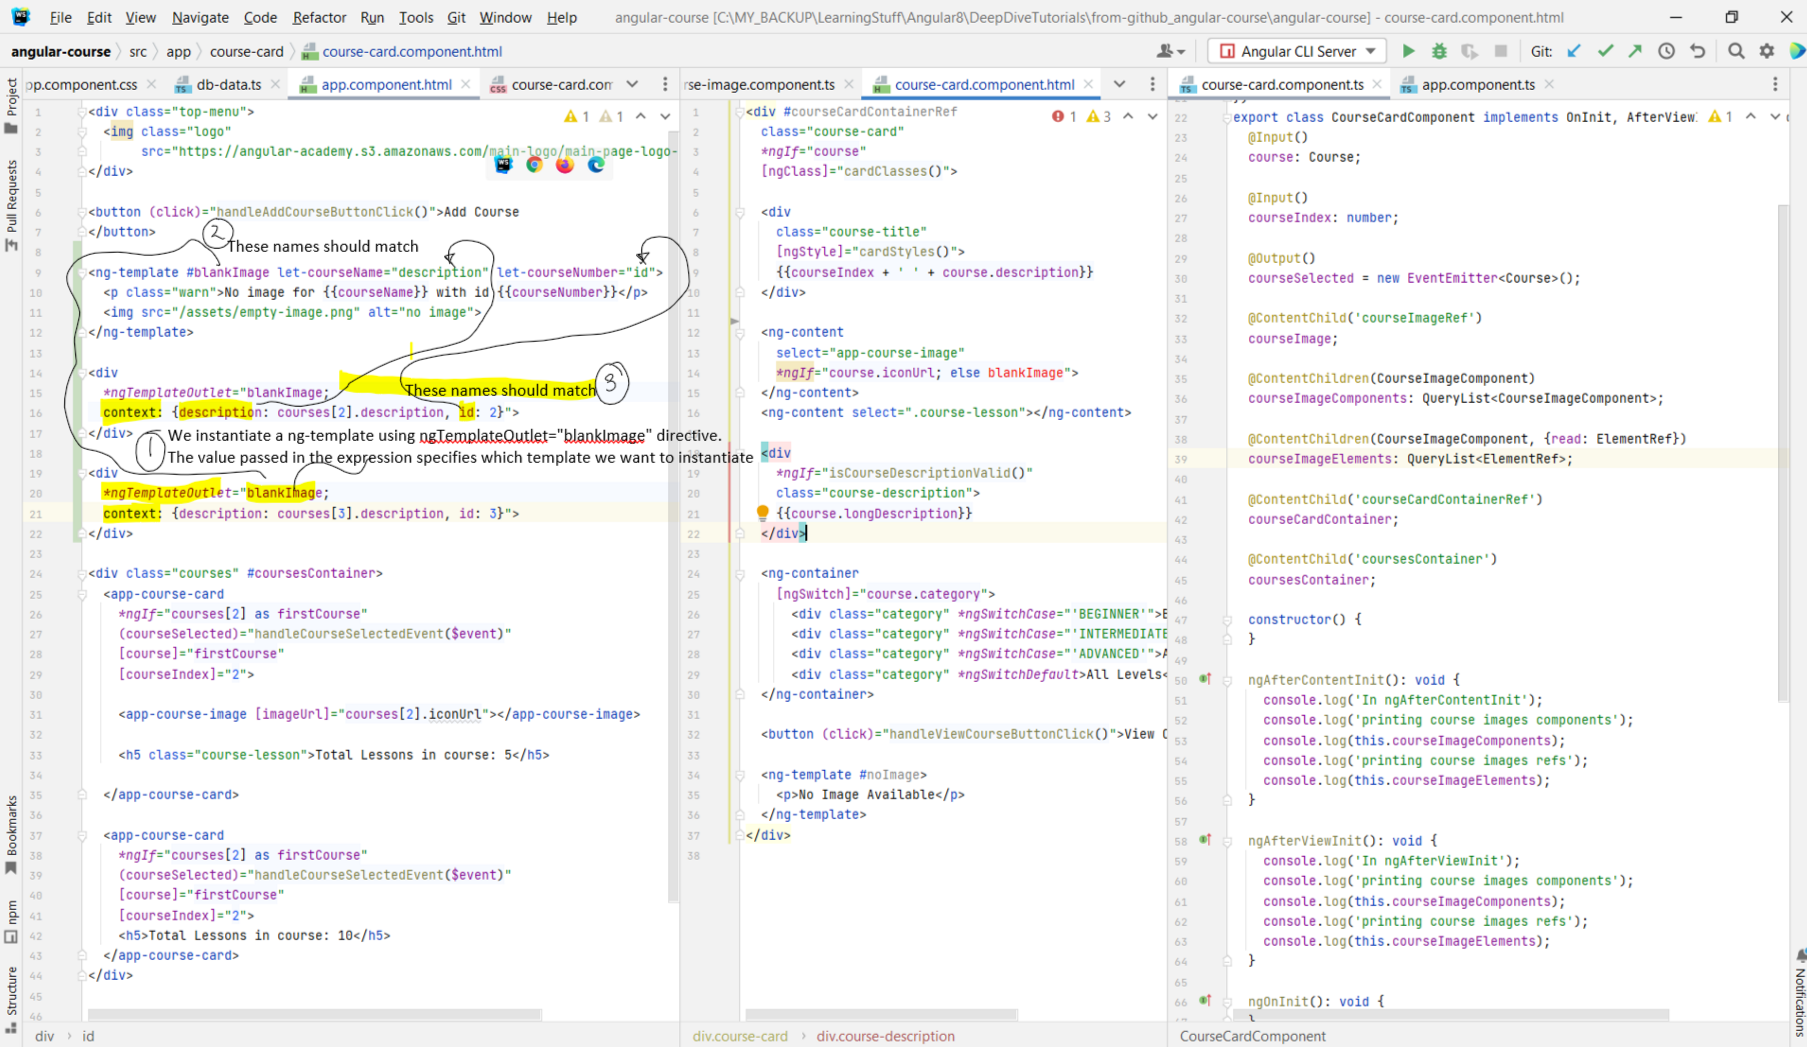 File Edit View Navigate Code Refactor Run Tools Git Window Help angular-course [C:\MY_BACKUP\LearningStuff\Angular8\DeepDiveTutorials\from-github_angular-course\angular-course] - course-card.component.html
angular-course src app course-card course-card.component.html
Angular CLI Server Git:
Project
Pull Requests
Bookmarks
npm
Structure
pp.component.css db-data.ts app.component.html course-card.com
1 <div class="top-menu">
2 <img class="logo"
3 src="https://angular-academy.s3.amazonaws.com/main-logo/main-page-logo-
4 </div>
5
6 <button (click)="handleAddCourseButtonClick()">Add Course
7 </button>
2
These names should match
8
9 <ng-template #blankImage let-courseName="description" let-courseNumber="id">
10 <p class="warn">No image for {{courseName}} with id {{courseNumber}}</p>
11 <img src="/assets/empty-image.png" alt="no image">
12 </ng-template>
13
14 <div
15 *ngTemplateOutlet="blankImage;
These names should match
3
16 context: {description: courses[2].description, id: 2}">
17 </div>
1
We instantiate a ng-template using ngTemplateOutlet="blankImage" directive.
The value passed in the expression specifies which template we want to instantiate
18
19 <div
20 *ngTemplateOutlet="blankImage;
21 context: {description: courses[3].description, id: 3}">
22 </div>
23
24 <div class="courses" #coursesContainer>
25 <app-course-card
26 *ngIf="courses[2] as firstCourse"
27 (courseSelected)="handleCourseSelectedEvent($event)"
28 [course]="firstCourse"
29 [courseIndex]="2">
30
31 <app-course-image [imageUrl]="courses[2].iconUrl"></app-course-image>
32
33 <h5 class="course-lesson">Total Lessons in course: 5</h5>
34
35 </app-course-card>
36
37 <app-course-card
38 *ngIf="courses[2] as firstCourse"
39 (courseSelected)="handleCourseSelectedEvent($event)"
40 [course]="firstCourse"
41 [courseIndex]="2">
42 <h5>Total Lessons in course: 10</h5>
43 </app-course-card>
44 </div>
45
46
div id
1 1
rse-image.component.ts course-card.component.html
1 <div #courseCardContainerRef
1 3
2 class="course-card"
3 *ngIf="course"
4 [ngClass]="cardClasses()">
5
6 <div
7 class="course-title"
8 [ngStyle]="cardStyles()">
9 {{courseIndex + ' ' + course.description}}
10 </div>
11
12 <ng-content
13 select="app-course-image"
14 *ngIf="course.iconUrl; else blankImage">
15 </ng-content>
16 <ng-content select=".course-lesson"></ng-content>
17
<div
19 *ngIf="isCourseDescriptionValid()"
20 class="course-description">
21 {{course.longDescription}}
22 </div>
23
24 <ng-container
25 [ngSwitch]="course.category">
26 <div class="category" *ngSwitchCase="'BEGINNER'">
27 <div class="category" *ngSwitchCase="'INTERMEDIATE
28 <div class="category" *ngSwitchCase="'ADVANCED'">A
29 <div class="category" *ngSwitchDefault>All Levels<
30 </ng-container>
31
32 <button (click)="handleViewCourseButtonClick()">View
33
34 <ng-template #noImage>
35 <p>No Image Available</p>
36 </ng-template>
37 </div>
38
div.course-card div.course-description
course-card.component.ts app.component.ts
22 export class CourseCardComponent implements OnInit, AfterView
1
23 @Input()
24 course: Course;
25
26 @Input()
27 courseIndex: number;
28
29 @Output()
30 courseSelected = new EventEmitter<Course>();
31
32 @ContentChild('courseImageRef')
33 courseImage;
34
35 @ContentChildren(CourseImageComponent)
36 courseImageComponents: QueryList<CourseImageComponent>;
37
38 @ContentChildren(CourseImageComponent, {read: ElementRef})
39 courseImageElements: QueryList<ElementRef>;
40
41 @ContentChild('courseCardContainerRef')
42 courseCardContainer;
43
44 @ContentChild('coursesContainer')
45 coursesContainer;
46
47 constructor() {
48 }
49
50 ngAfterContentInit(): void {
51 console.log('In ngAfterContentInit');
52 console.log('printing course images components');
53 console.log(this.courseImageComponents);
54 console.log('printing course images refs');
55 console.log(this.courseImageElements);
56 }
57
58 ngAfterViewInit(): void {
59 console.log('In ngAfterViewInit');
60 console.log('printing course images components');
61 console.log(this.courseImageComponents);
62 console.log('printing course images refs');
63 console.log(this.courseImageElements);
64 }
65
66 ngOnInit(): void {
CourseCardComponent
Notifications